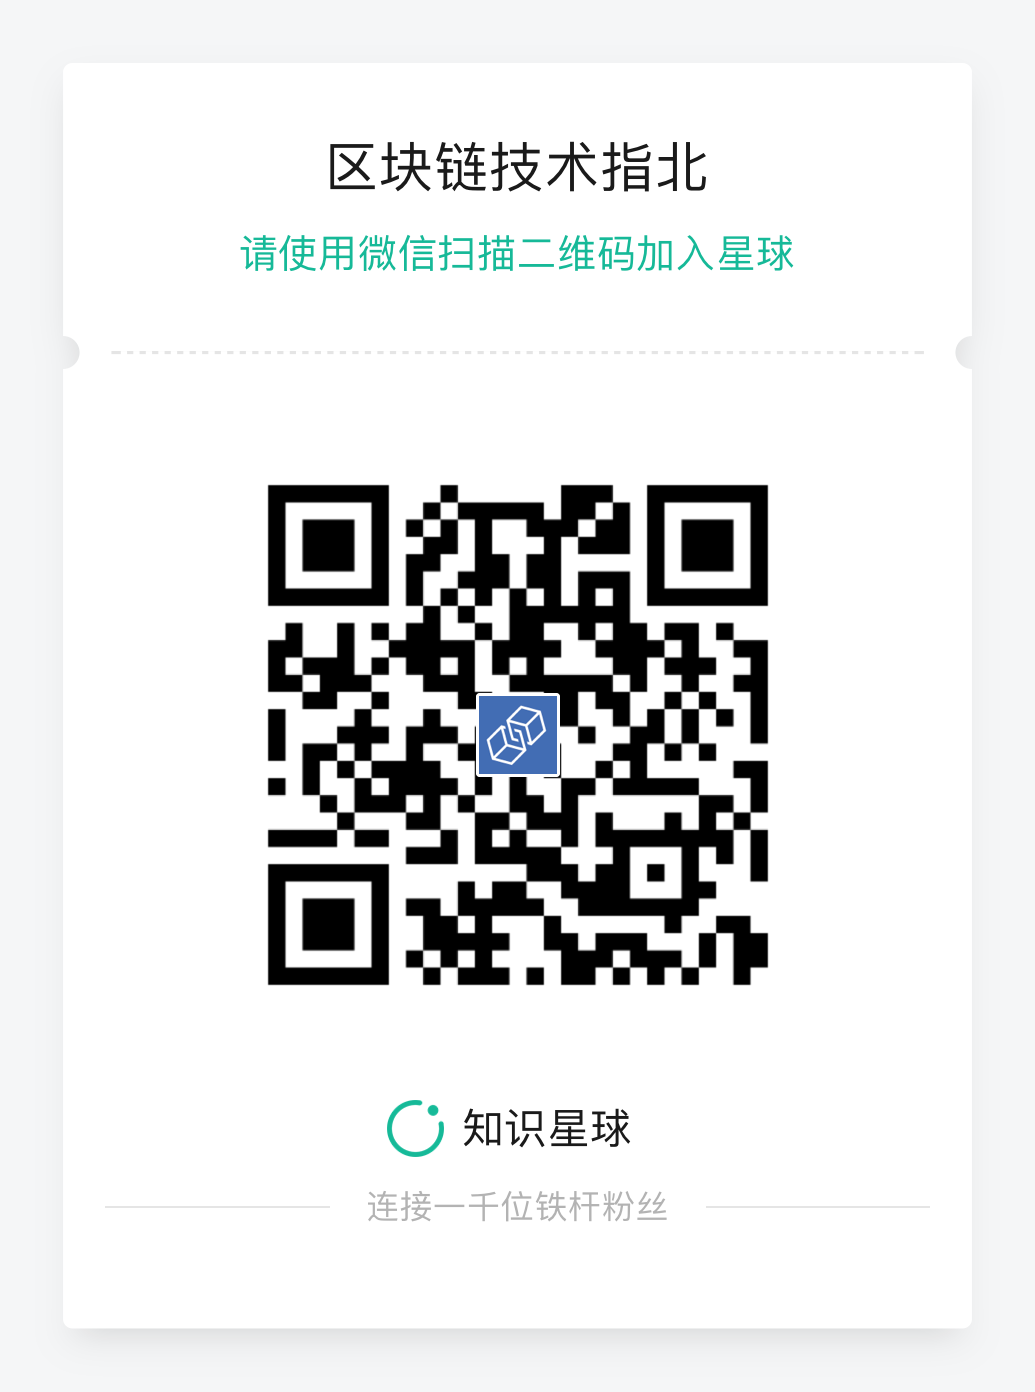 区块链技术指北
请使用微信扫描二维码加入星球
知识星球
连接一千位铁杆粉丝